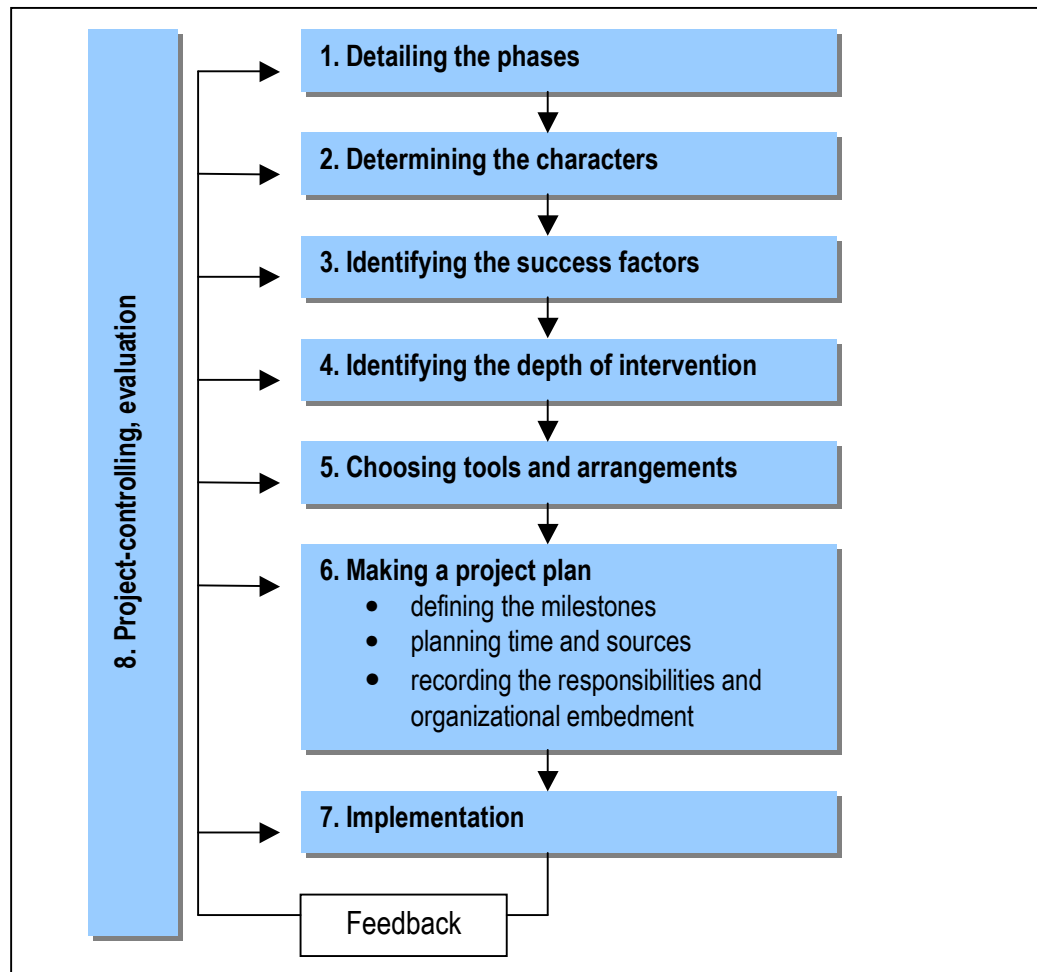 8. Project-controlling, evaluation
1. Detailing the phases
2. Determining the characters
3. Identifying the success factors
4. Identifying the depth of intervention
5. Choosing tools and arrangements
6. Making a project plan
• defining the milestones
• planning time and sources
• recording the responsibilities and
organizational embedment
7. Implementation
Feedback